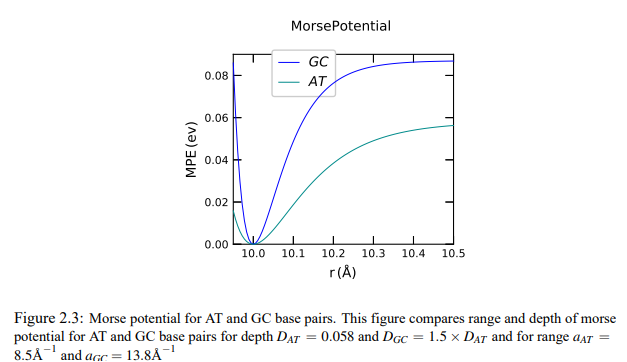 MorsePotential
GC
AT
0.08
0.06
0.04
0.02
0.00
MPE (ev)
10.0 10.1 10.2 10.3 10.4 10.5
r (Å)
Figure 2.3: Morse potential for AT and GC base pairs. This figure compares range and depth of morse
potential for AT and GC base pairs for depth D_AT = 0.058 and D_GC = 1.5 × D_AT and for range a_AT =
8.5Å⁻¹ and a_GC = 13.8Å⁻¹